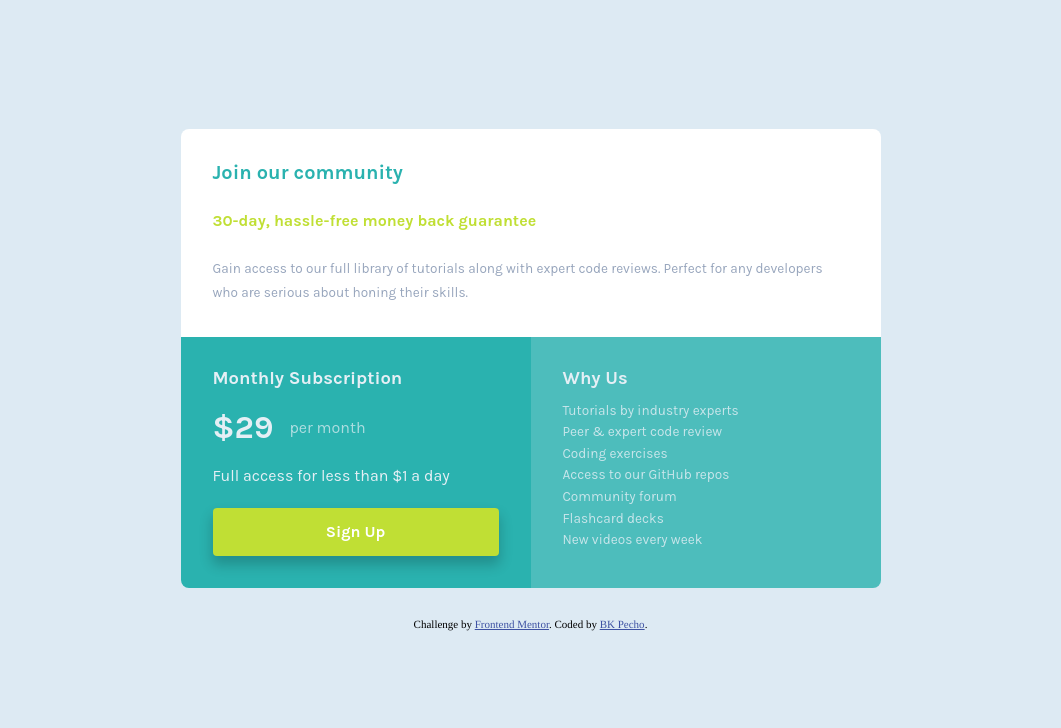 Join our community
30-day, hassle-free money back guarantee
Gain access to our full library of tutorials along with expert code reviews. Perfect for any developers
who are serious about honing their skills.
Monthly Subscription
$29 per month
Full access for less than $1 a day
Sign Up
Why Us
Tutorials by industry experts
Peer & expert code review
Coding exercises
Access to our GitHub repos
Community forum
Flashcard decks
New videos every week
Challenge by Frontend Mentor. Coded by BK Pecho.